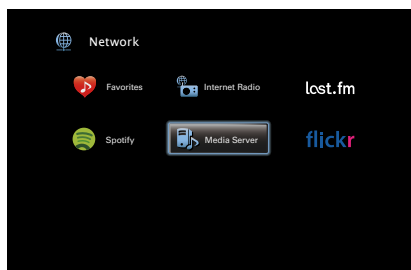 Network
Favorites
Internet Radio
last.fm
Spotify
Media Server
flickr